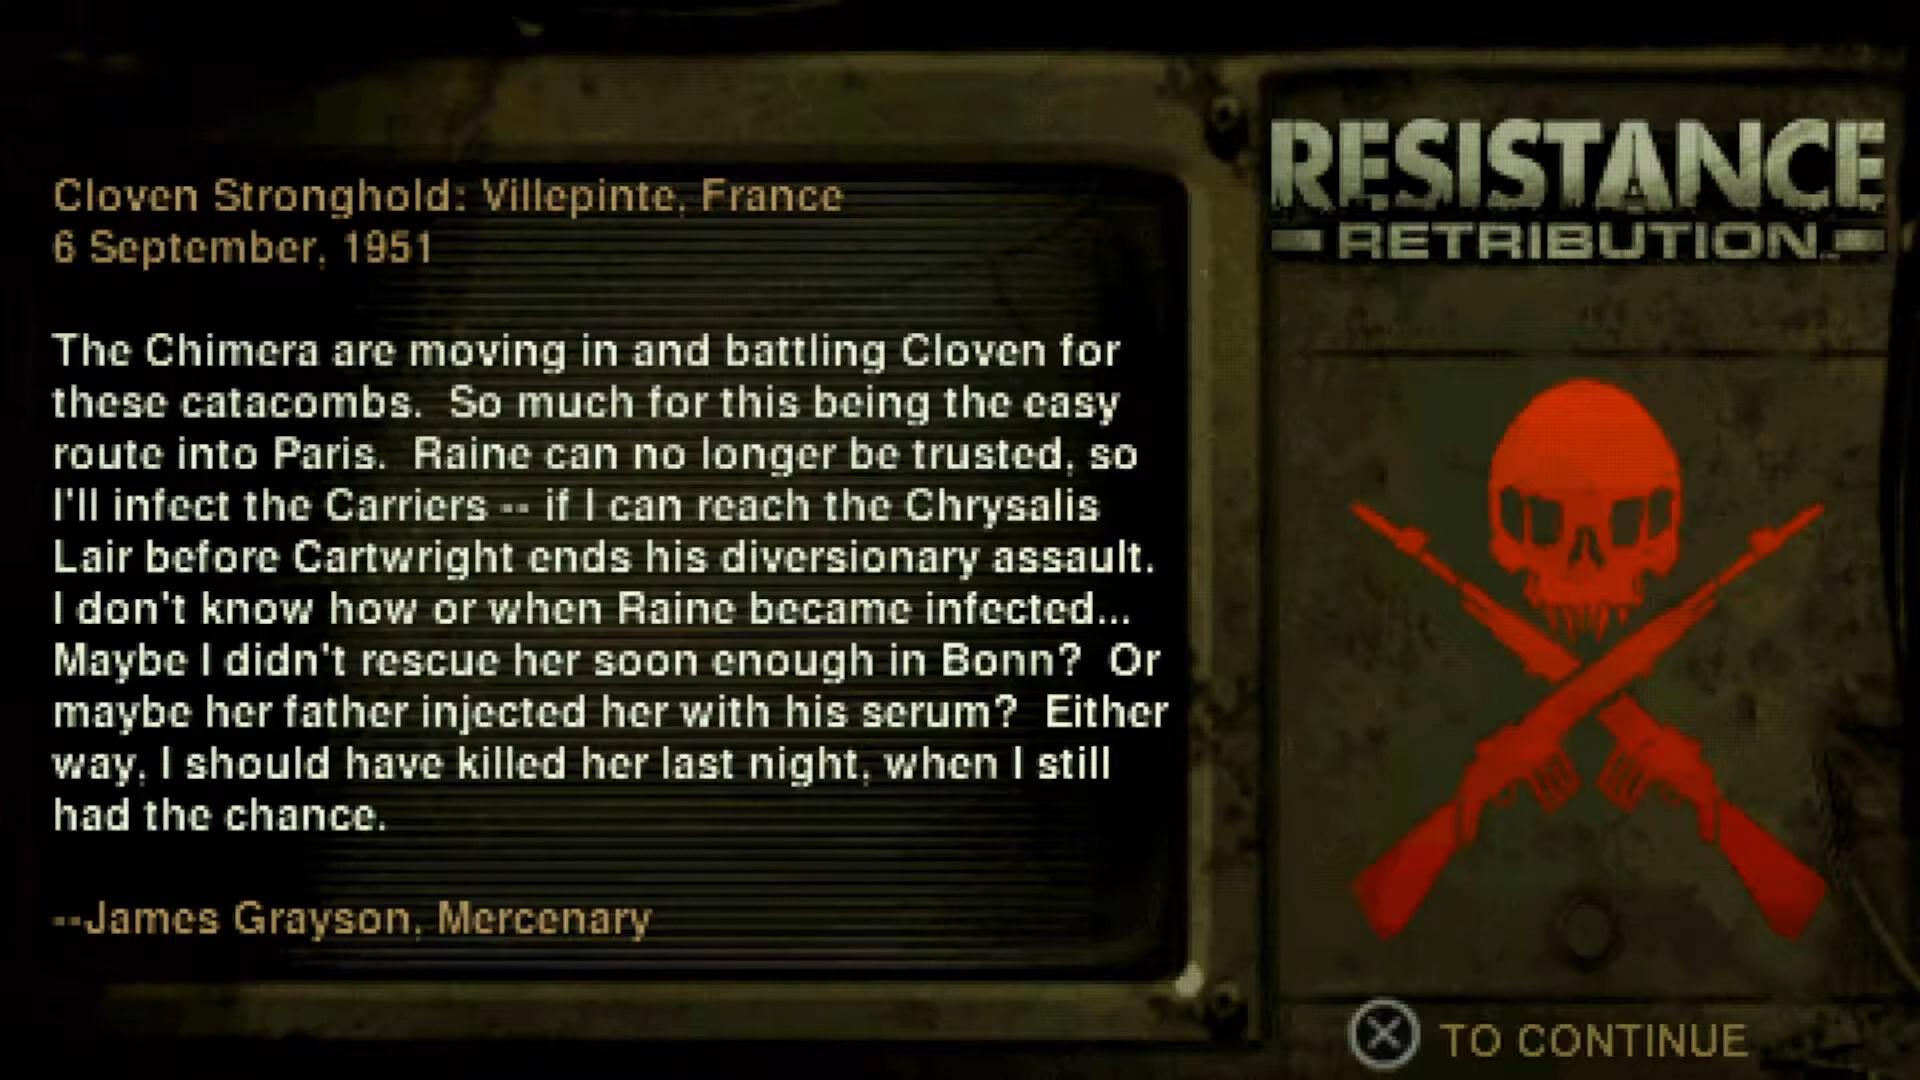 Cloven Stronghold: Villepinte, France
6 September, 1951
The Chimera are moving in and battling Cloven for
these catacombs.  So much for this being the easy
route into Paris.  Raine can no longer be trusted, so
I'll infect the Carriers -- if I can reach the Chrysalis
Lair before Cartwright ends his diversionary assault.
I don't know how or when Raine became infected...
Maybe I didn't rescue her soon enough in Bonn?  Or
maybe her father injected her with his serum?  Either
way, I should have killed her last night, when I still
had the chance.
--James Grayson, Mercenary
RESISTANCE
RETRIBUTION
TO CONTINUE